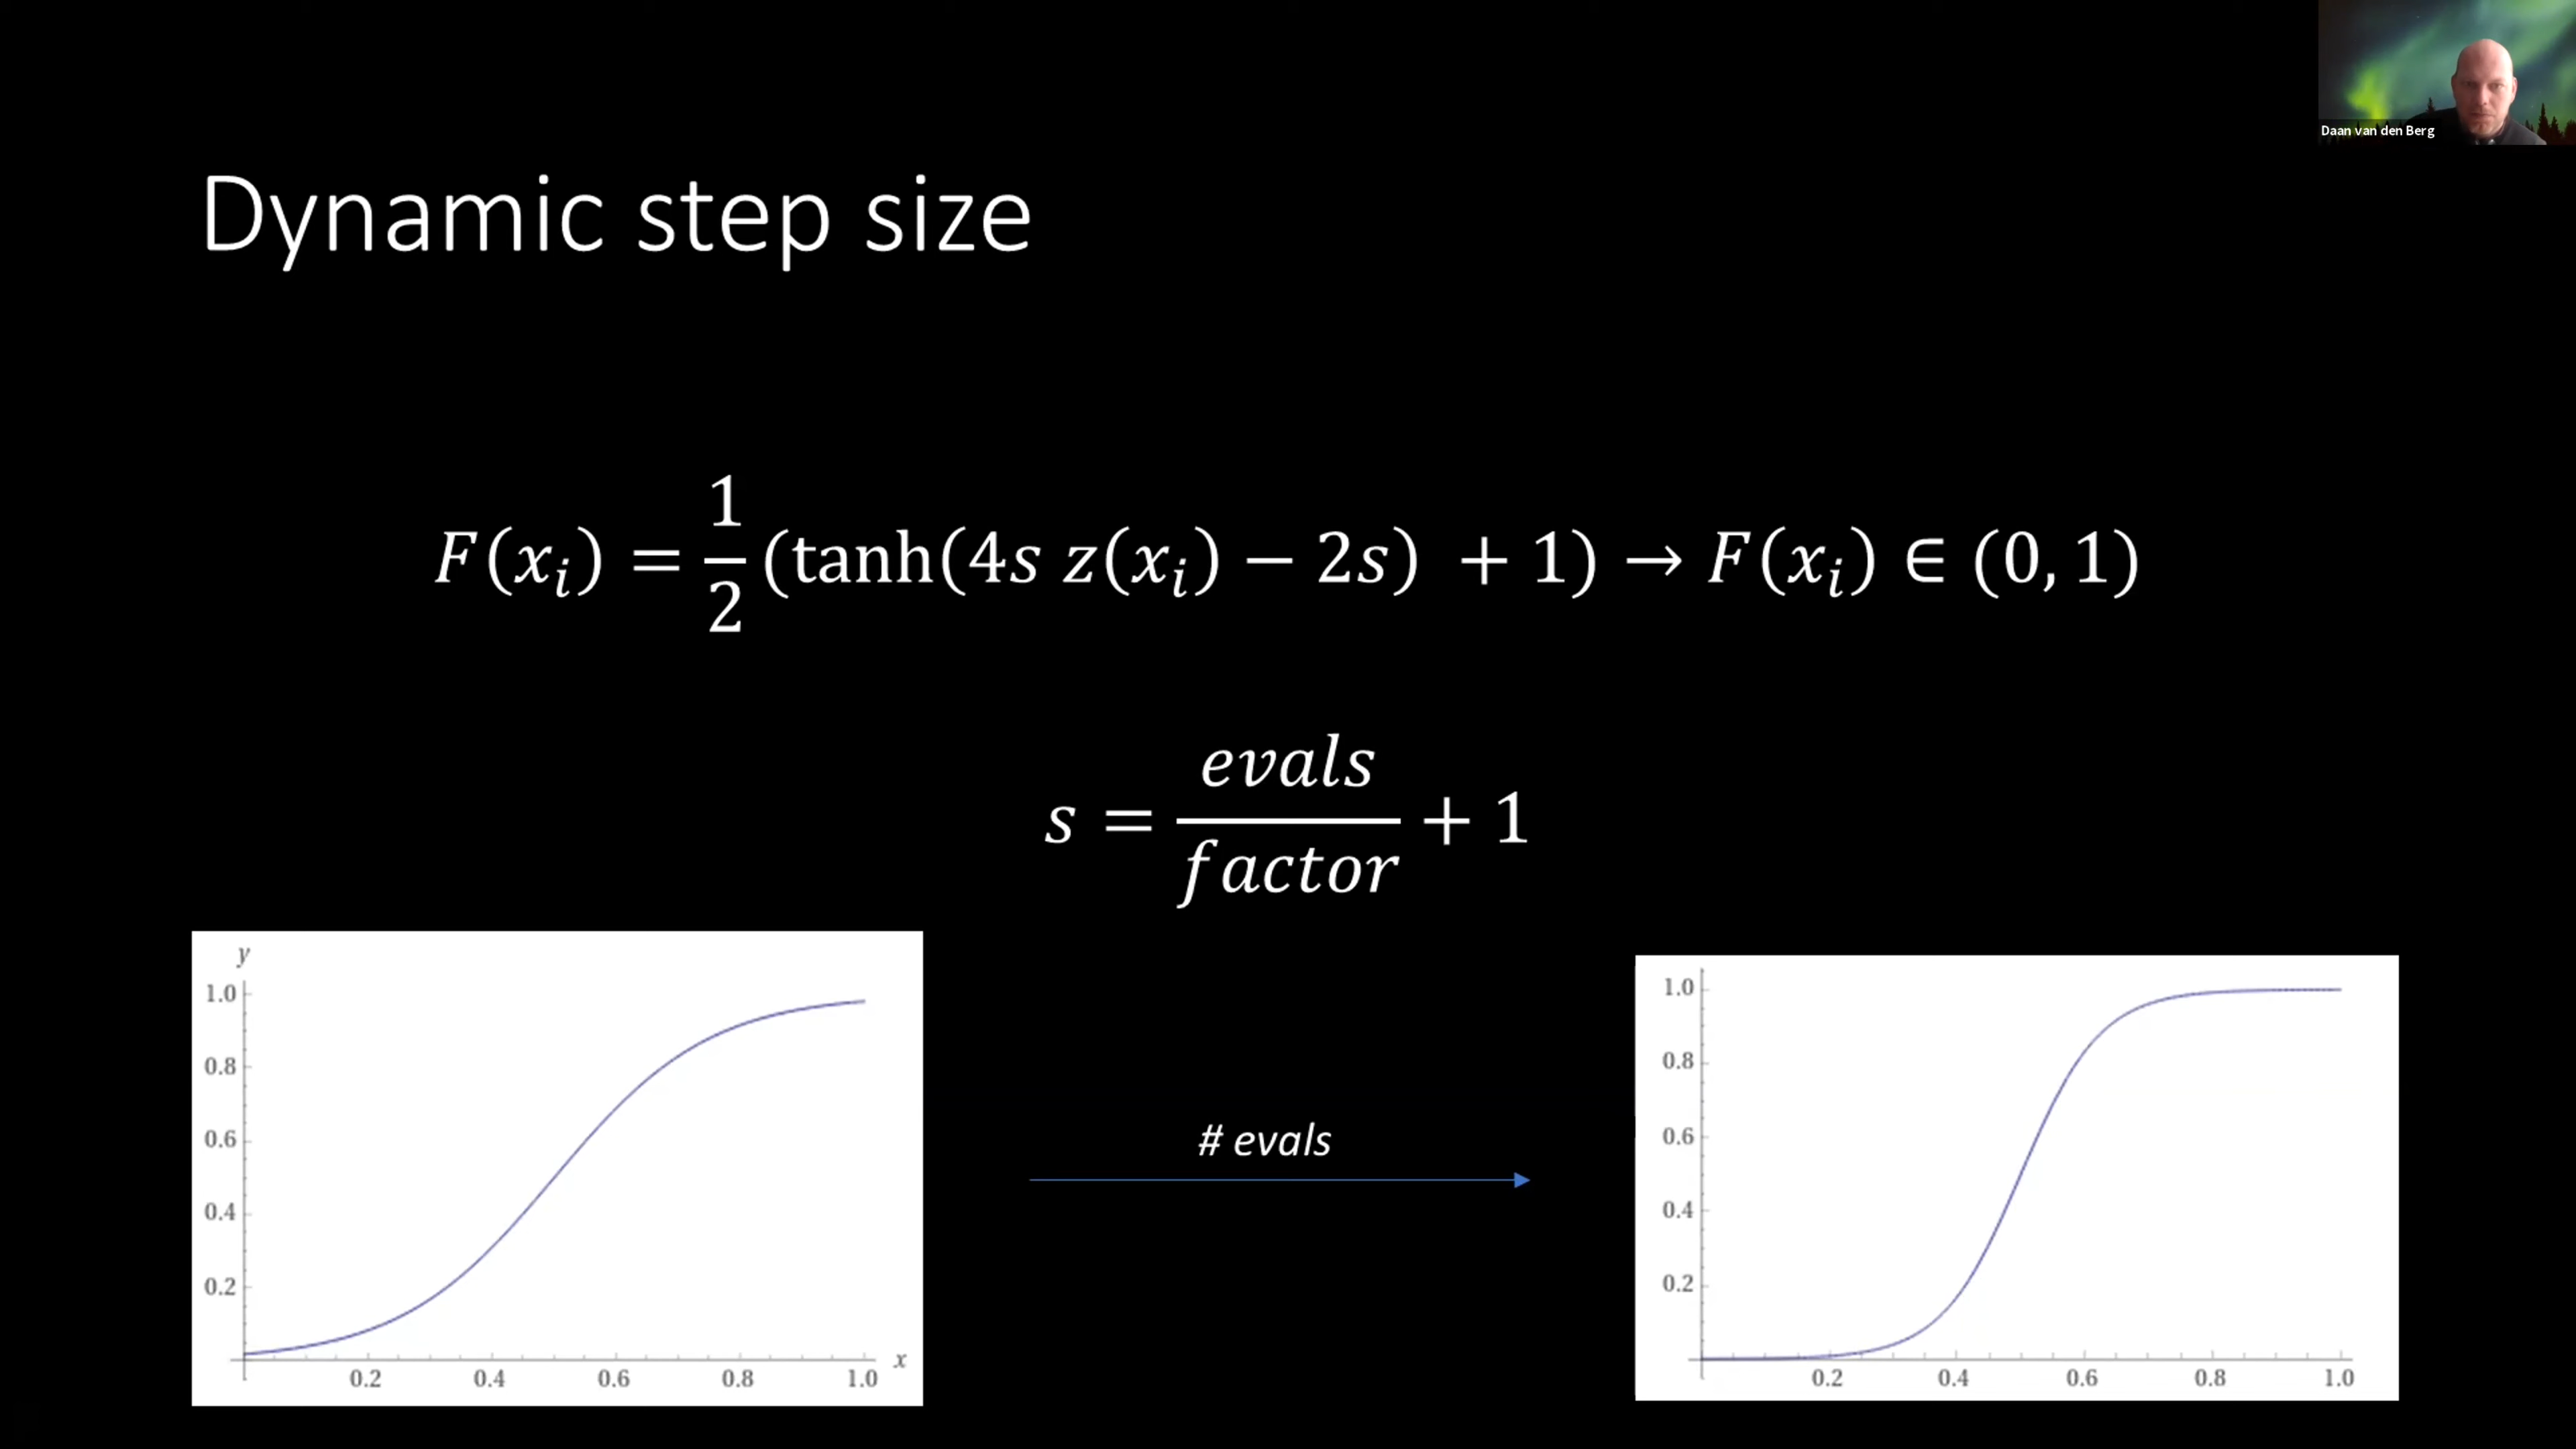 Daan van den Berg
Dynamic step size
F(x_i) = 1/2 (tanh(4s z(x_i) − 2s) + 1) → F(x_i) ∈ (0, 1)
s = evals/factor + 1
y
1.0
0.8
0.6
0.4
0.2
0.2 0.4 0.6 0.8 1.0 x
# evals
1.0
0.8
0.6
0.4
0.2
0.2 0.4 0.6 0.8 1.0